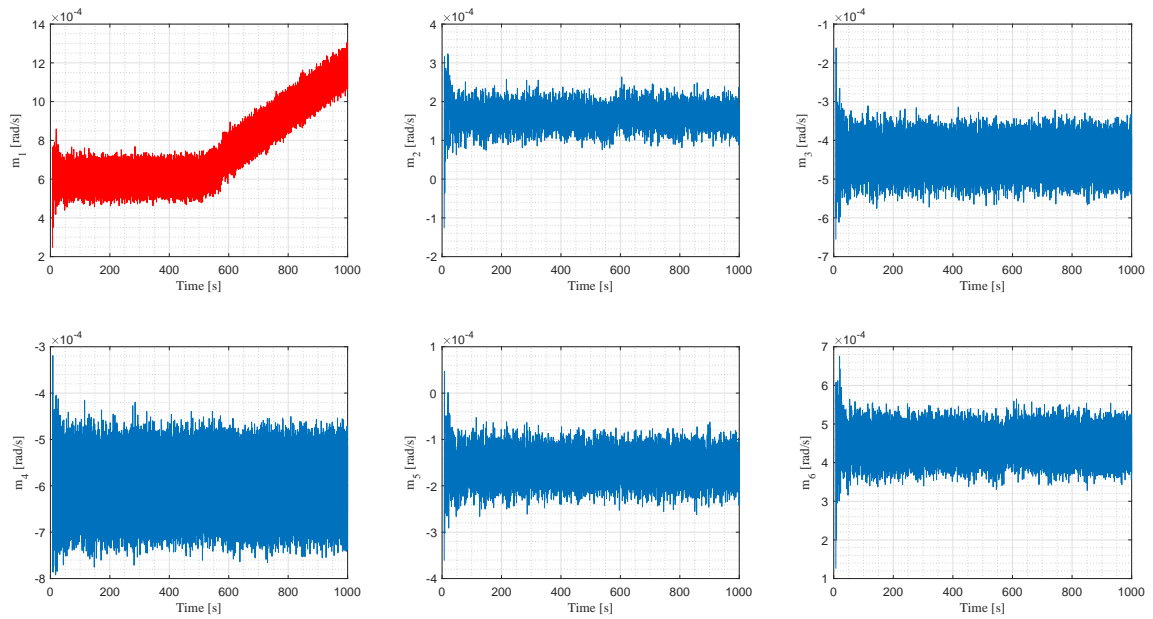 ×10⁻⁴
14
12
10
8
6
4
2
m₁ [rad/s]
0 200 400 600 800 1000
Time [s]
×10⁻⁴
4
3
2
1
0
-1
-2
m₂ [rad/s]
0 200 400 600 800 1000
Time [s]
×10⁻⁴
-1
-2
-3
-4
-5
-6
-7
m₃ [rad/s]
0 200 400 600 800 1000
Time [s]
×10⁻⁴
-3
-4
-5
-6
-7
-8
m₄ [rad/s]
0 200 400 600 800 1000
Time [s]
×10⁻⁴
1
0
-1
-2
-3
-4
m₅ [rad/s]
0 200 400 600 800 1000
Time [s]
×10⁻⁴
7
6
5
4
3
2
1
m₆ [rad/s]
0 200 400 600 800 1000
Time [s]